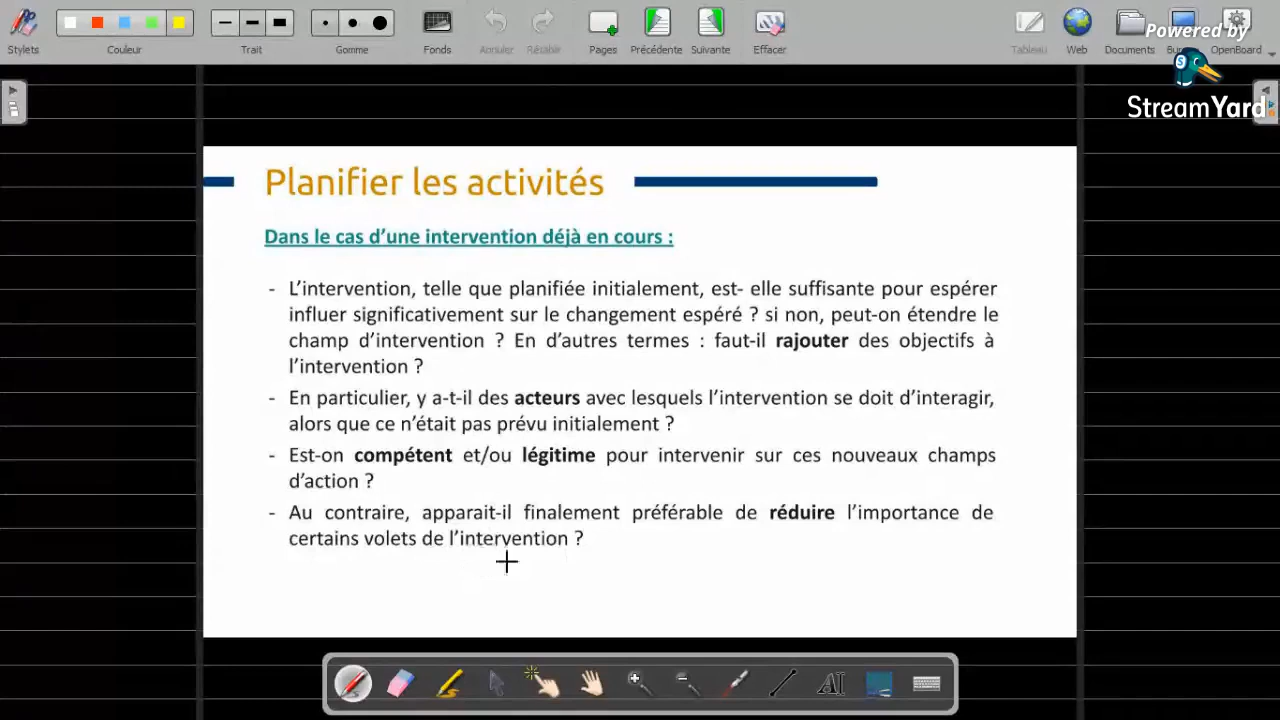 Stylets Couleur Trait Gomme Fonds Annuler Rétablir Pages Précédente Suivante Effacer Tableau Web Documents OpenBoard
Powered by
StreamYard
Planifier les activités
Dans le cas d’une intervention déjà en cours :
- L’intervention, telle que planifiée initialement, est- elle suffisante pour espérer
influer significativement sur le changement espéré ? si non, peut-on étendre le
champ d’intervention ? En d’autres termes : faut-il rajouter des objectifs à
l’intervention ?
- En particulier, y a-t-il des acteurs avec lesquels l’intervention se doit d’interagir,
alors que ce n’était pas prévu initialement ?
- Est-on compétent et/ou légitime pour intervenir sur ces nouveaux champs
d’action ?
- Au contraire, apparait-il finalement préférable de réduire l’importance de
certains volets de l’intervention ?
AI